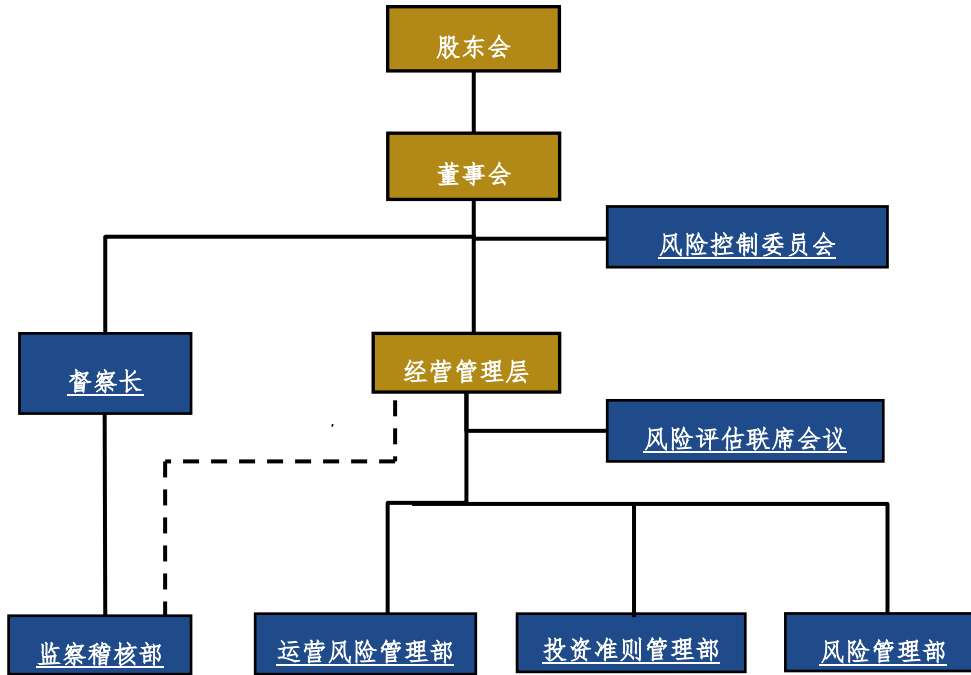 股东会
董事会
风险控制委员会
督察长
经营管理层
风险评估联席会议
监察稽核部
运营风险管理部
投资准则管理部
风险管理部